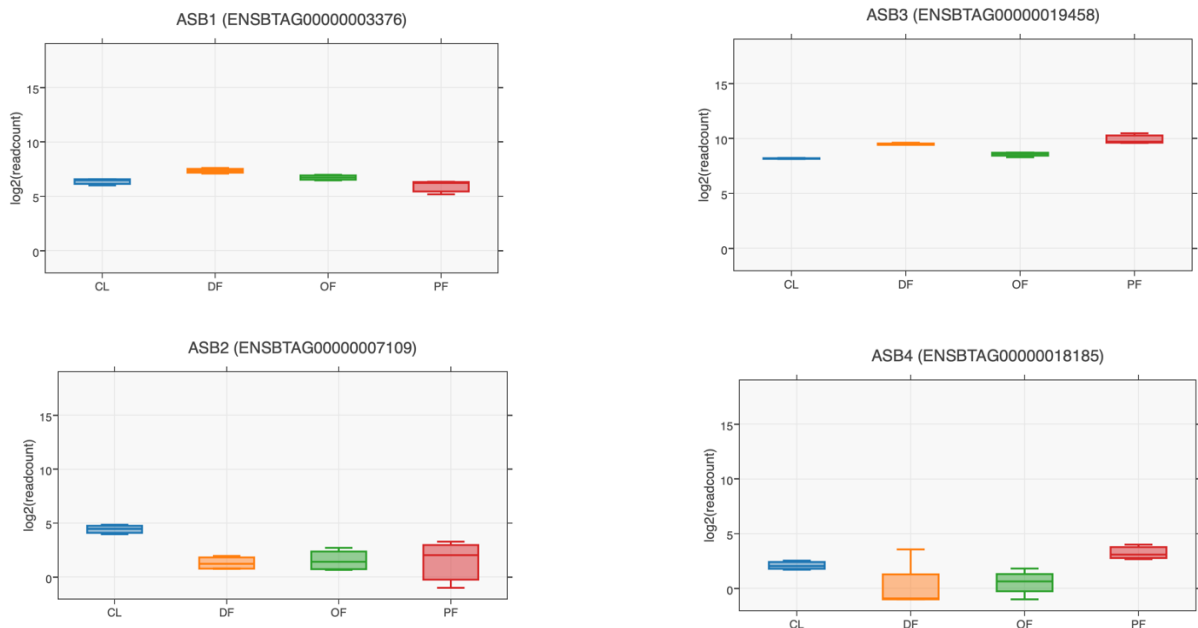 ASB1 (ENSBTAG00000003376)
15
10
5
0
log2(readcount)
CL DF OF PF
ASB3 (ENSBTAG00000019458)
15
10
5
0
log2(readcount)
CL DF OF PF
ASB2 (ENSBTAG00000007109)
15
10
5
0
log2(readcount)
CL DF OF PF
ASB4 (ENSBTAG00000018185)
15
10
5
0
log2(readcount)
CL DF OF PF